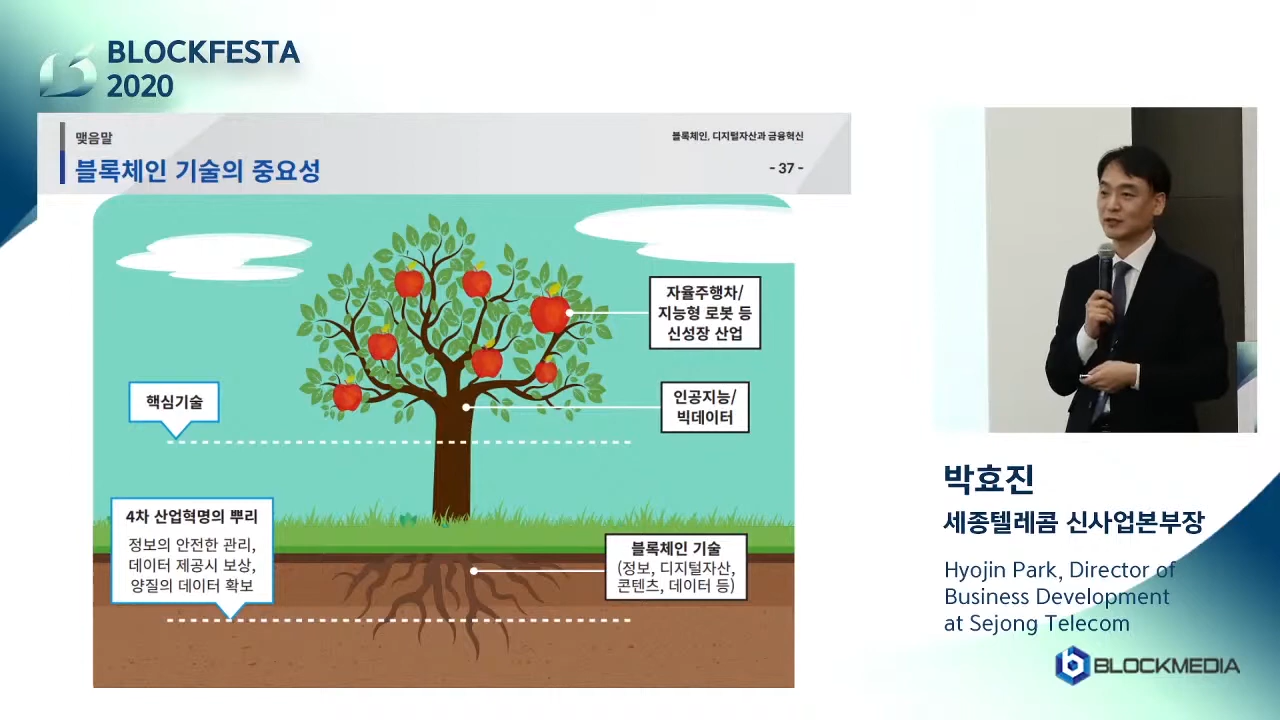 BLOCKFESTA
2020
맺음말
블록체인 기술의 중요성
블록체인, 디지털자산과 금융혁신
- 37 -
자율주행차/
지능형 로봇 등
신성장 산업
핵심기술
인공지능/
빅데이터
4차 산업혁명의 뿌리
정보의 안전한 관리,
데이터 제공시 보상,
양질의 데이터 확보
블록체인 기술
(정보, 디지털자산,
콘텐츠, 데이터 등)
박효진
세종텔레콤 신사업본부장
Hyojin Park, Director of
Business Development
at Sejong Telecom
BLOCKMEDIA